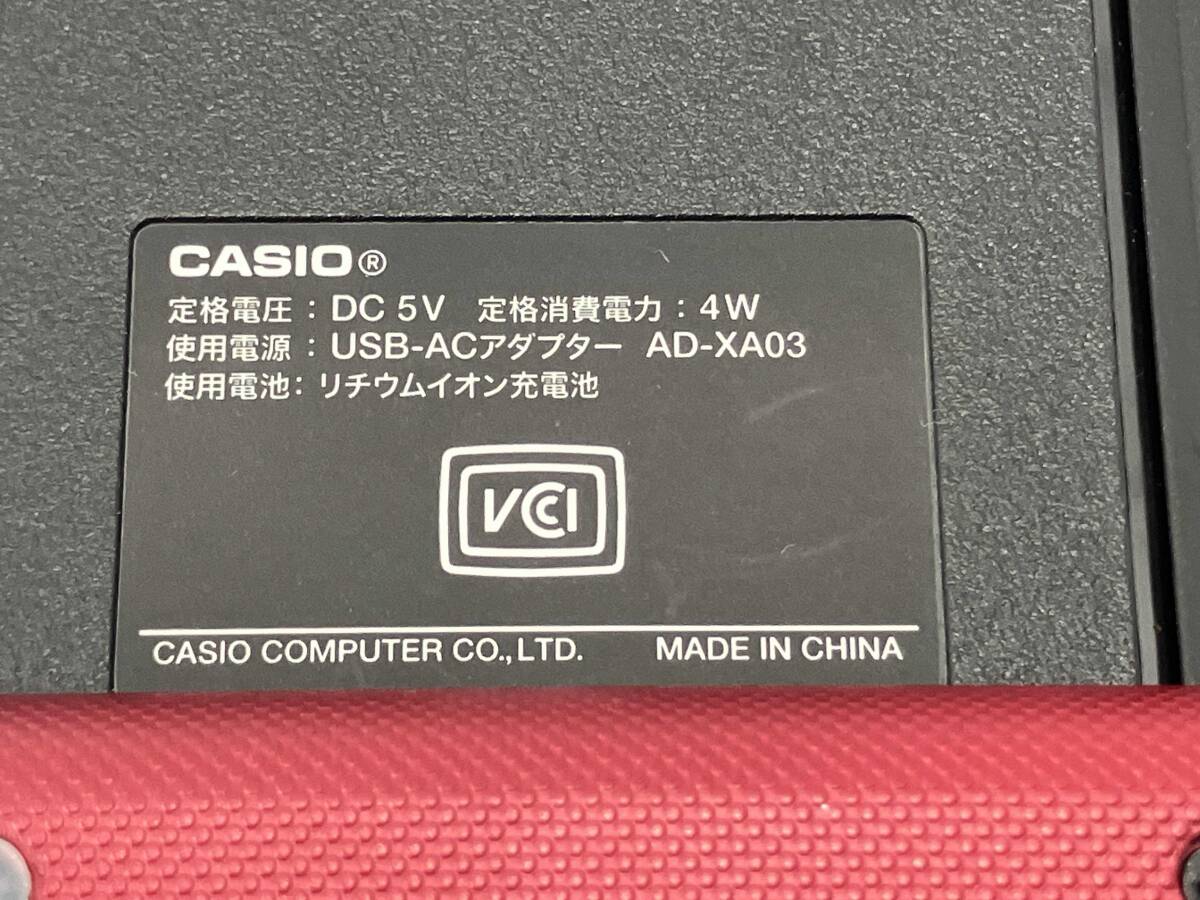 CASIO®
定格電圧 : DC 5V 定格消費電力 : 4W
使用電源 : USB-ACアダプター AD-XA03
使用電池: リチウムイオン充電池
VCCI
CASIO COMPUTER CO.,LTD. MADE IN CHINA